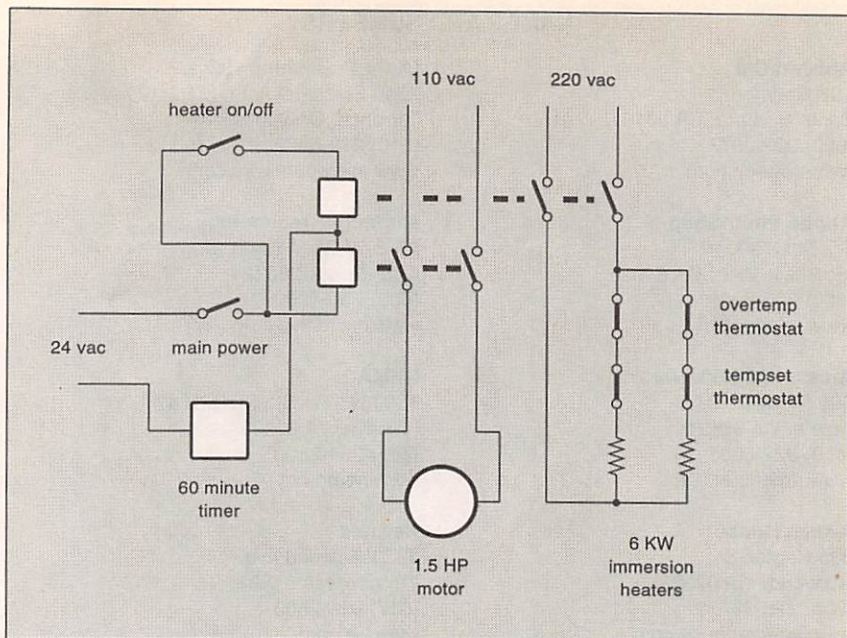 110 vac
220 vac
heater on/off
overtemp
thermostat
24 vac
main power
tempset
thermostat
60 minute
timer
1.5 HP
motor
6 KW
immersion
heaters